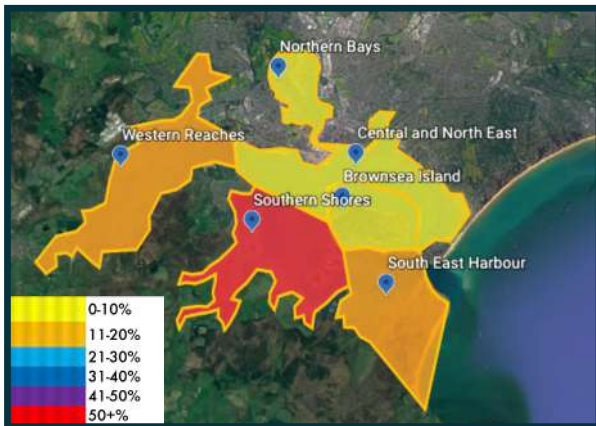 Northern Bays
Western Reaches
Central and North East
Brownsea Island
Southern Shores
South East Harbour
0-10%
11-20%
21-30%
31-40%
41-50%
50+%